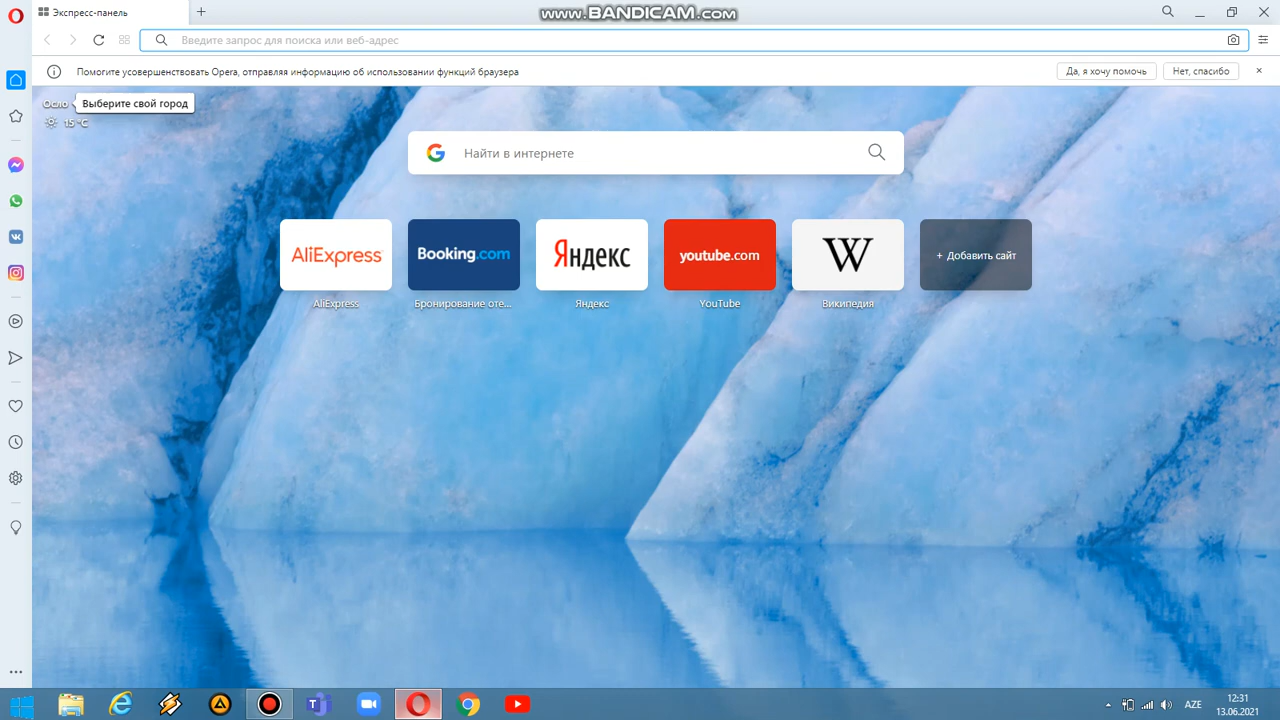 Экспресс-панель
www.BANDICAM.com
Введите запрос для поиска или веб-адрес
Помогите усовершенствовать Opera, отправляя информацию об использовании функций браузера
Да, я хочу помочь
Нет, спасибо
Осло
Выберите свой город
15 °C
Найти в интернете
AliExpress
Booking.com
Яндекс
youtube.com
W
+ Добавить сайт
AliExpress
Бронирование оте...
Яндекс
YouTube
Википедия
AZE
12:31
13.06.2021